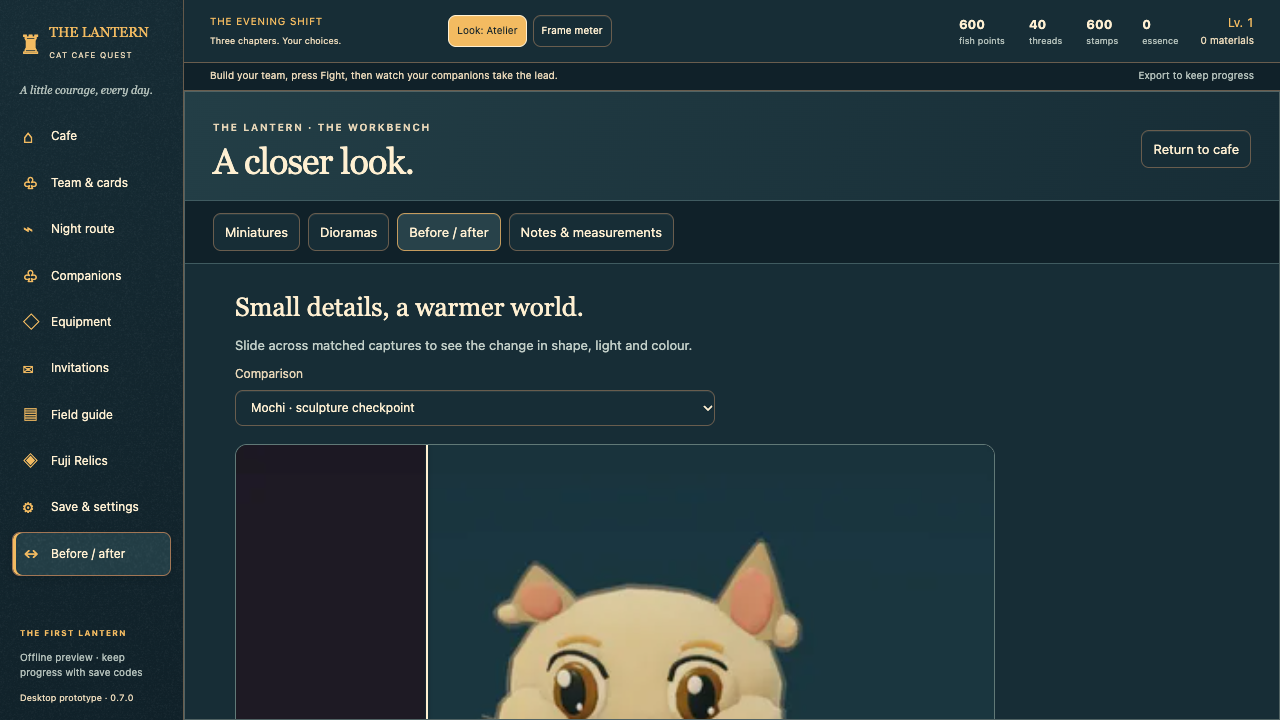 THE LANTERN
CAT CAFE QUEST
A little courage, every day.
Cafe
Team & cards
Night route
Companions
Equipment
Invitations
Field guide
Fuji Relics
Save & settings
Before / after
THE FIRST LANTERN
Offline preview · keep
progress with save codes
Desktop prototype · 0.7.0
THE EVENING SHIFT
Three chapters. Your choices.
Look: Atelier
Frame meter
600
fish points
40
threads
600
stamps
0
essence
Lv. 1
0 materials
Build your team, press Fight, then watch your companions take the lead.
Export to keep progress
THE LANTERN · THE WORKBENCH
A closer look.
Return to cafe
Miniatures
Dioramas
Before / after
Notes & measurements
Small details, a warmer world.
Slide across matched captures to see the change in shape, light and colour.
Comparison
Mochi · sculpture checkpoint